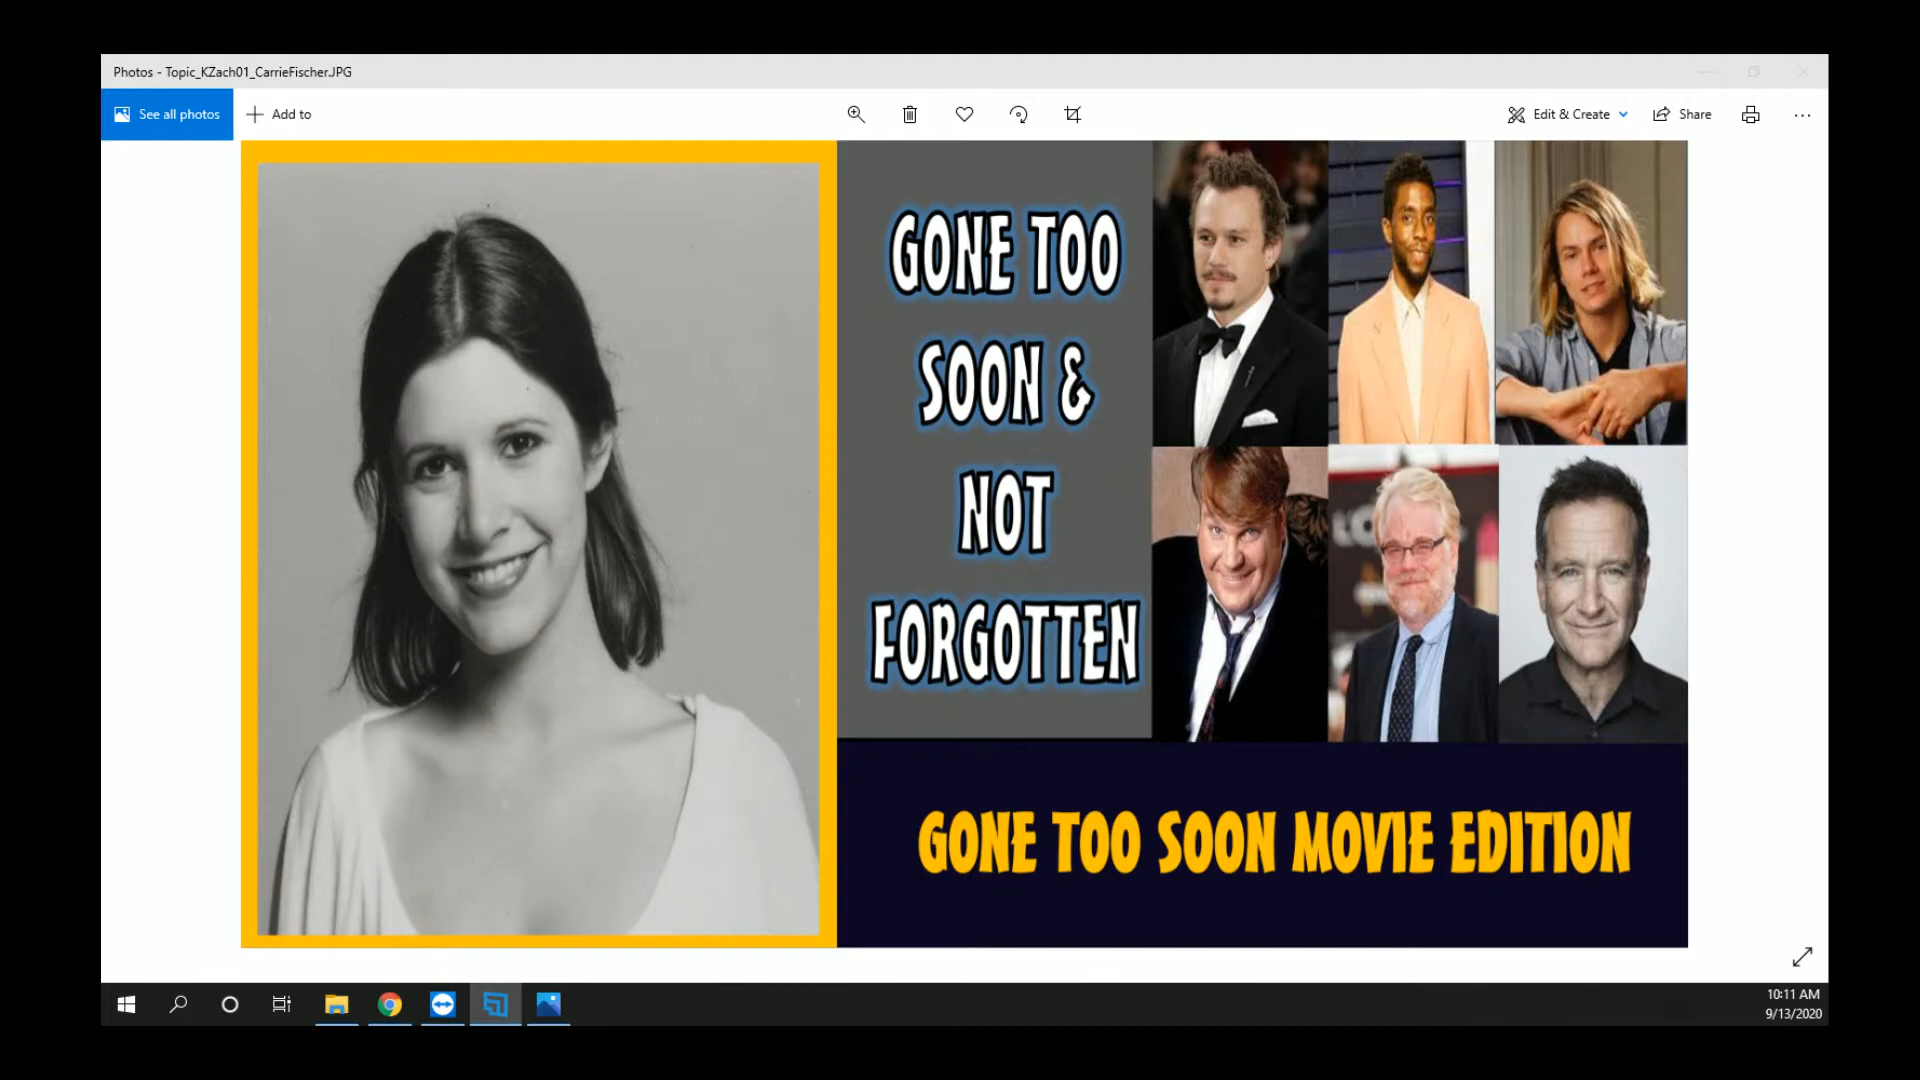 Photos - Topic_KZach01_CarrieFischer.JPG
See all photos
Add to
Edit & Create
Share
GONE TOO
SOON &
NOT
FORGOTTEN
GONE TOO SOON MOVIE EDITION
10:11 AM
9/13/2020